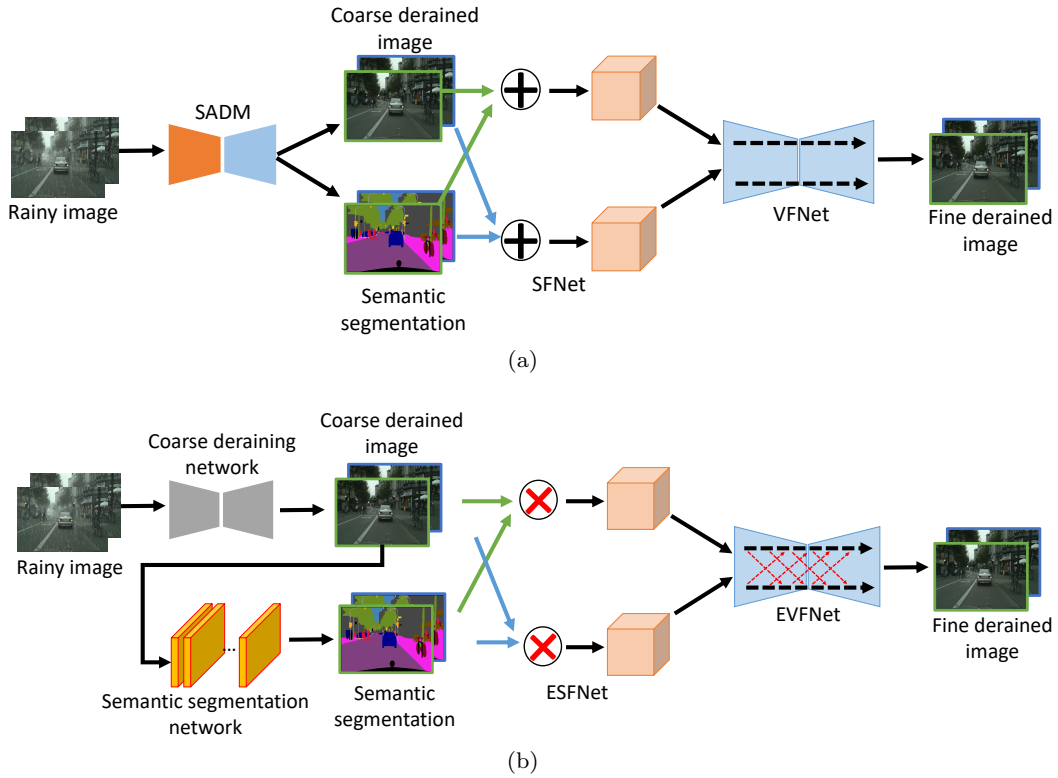 Coarse derained
image
SADM
Rainy image
VFNet
Fine derained
image
SFNet
Semantic
segmentation
(a)
Coarse deraining
network
Coarse derained
image
Rainy image
...
EVFNet
Fine derained
image
Semantic segmentation
network
Semantic
segmentation
ESFNet
(b)